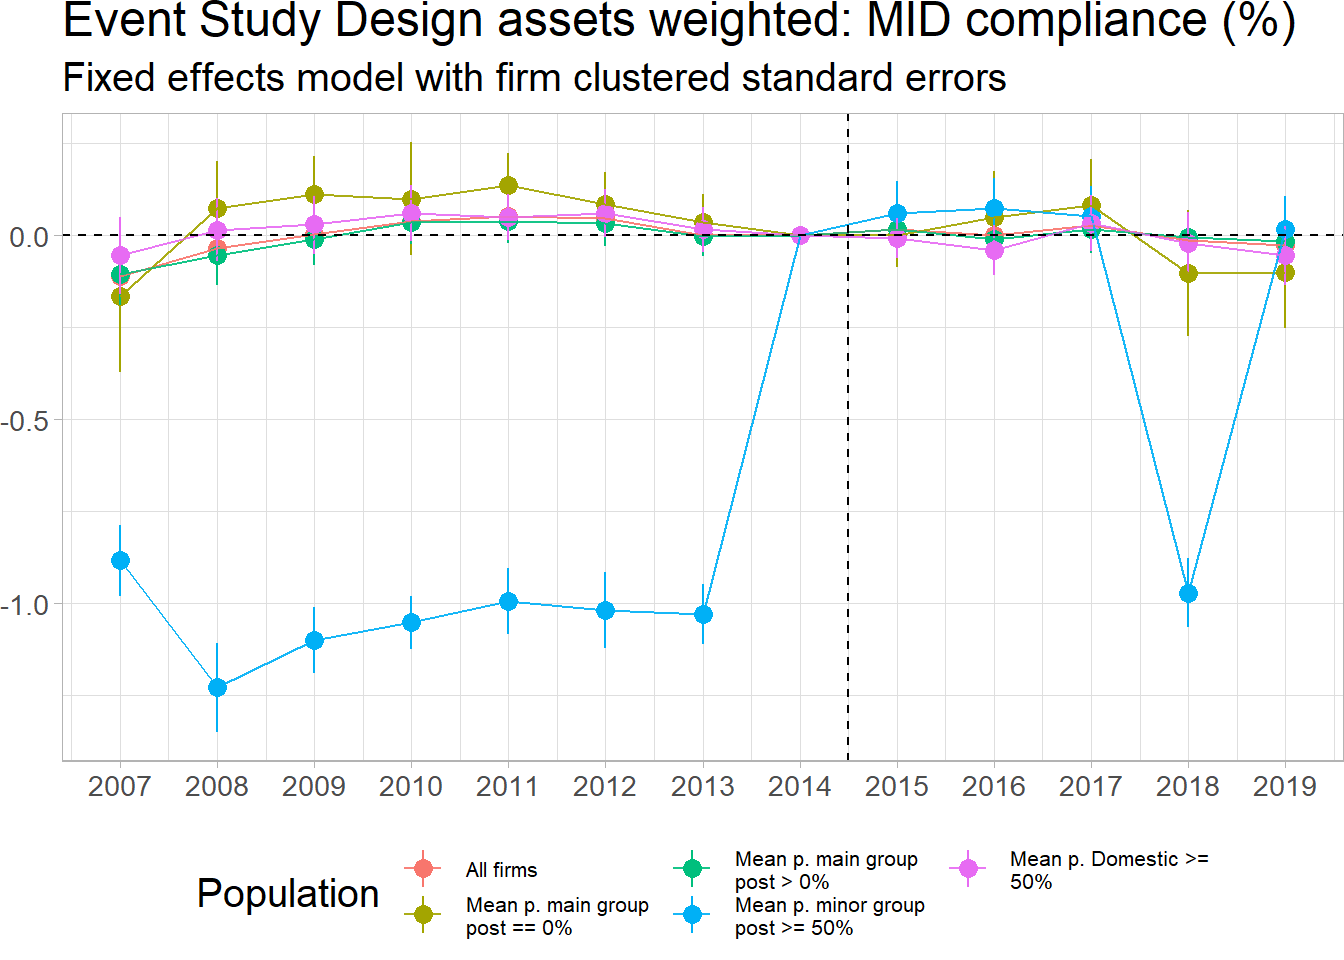 Event Study Design assets weighted: MID compliance (%)
Fixed effects model with firm clustered standard errors
0.0
-0.5
-1.0
2007 2008 2009 2010 2011 2012 2013 2014 2015 2016 2017 2018 2019
Population
All firms
Mean p. main group
post == 0%
Mean p. main group
post > 0%
Mean p. minor group
post >= 50%
Mean p. Domestic >=
50%